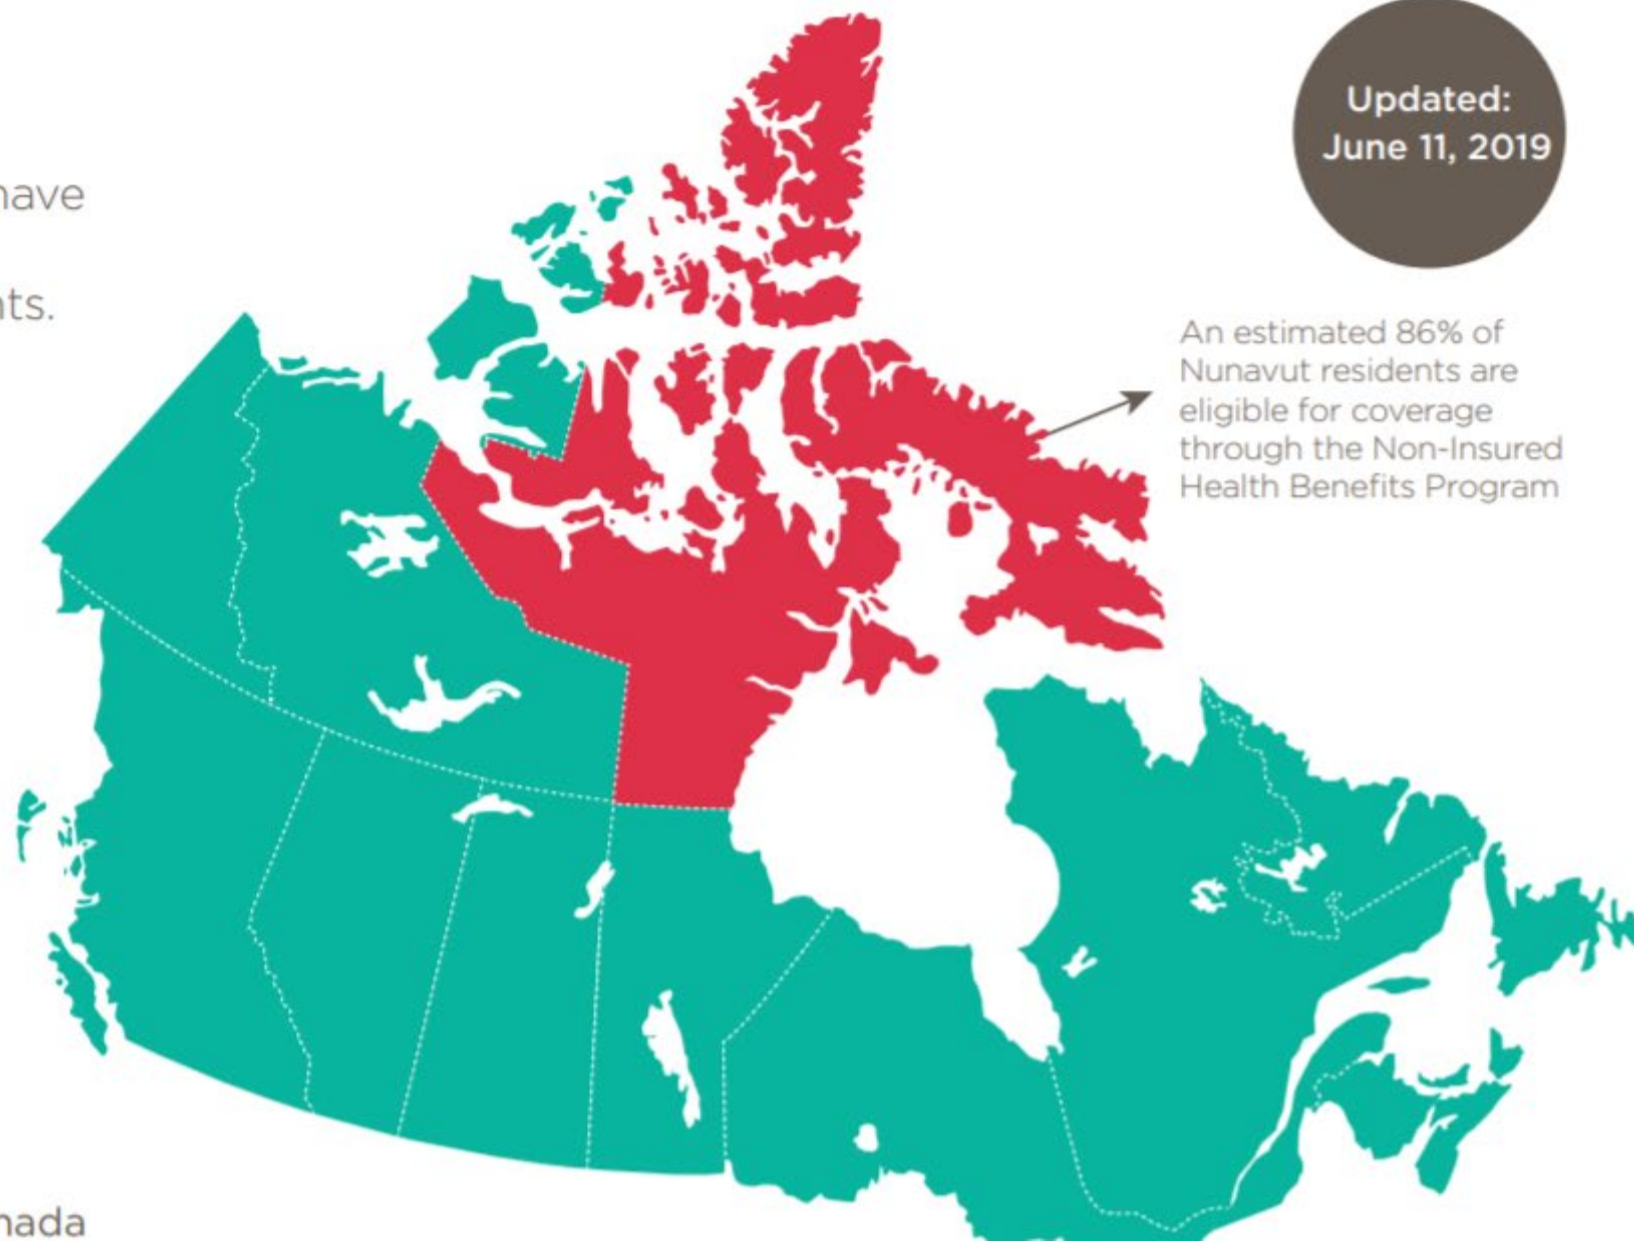 Updated:
June 11, 2019
have
ts.
An estimated 86% of
Nunavut residents are
eligible for coverage
through the Non-Insured
Health Benefits Program
nada